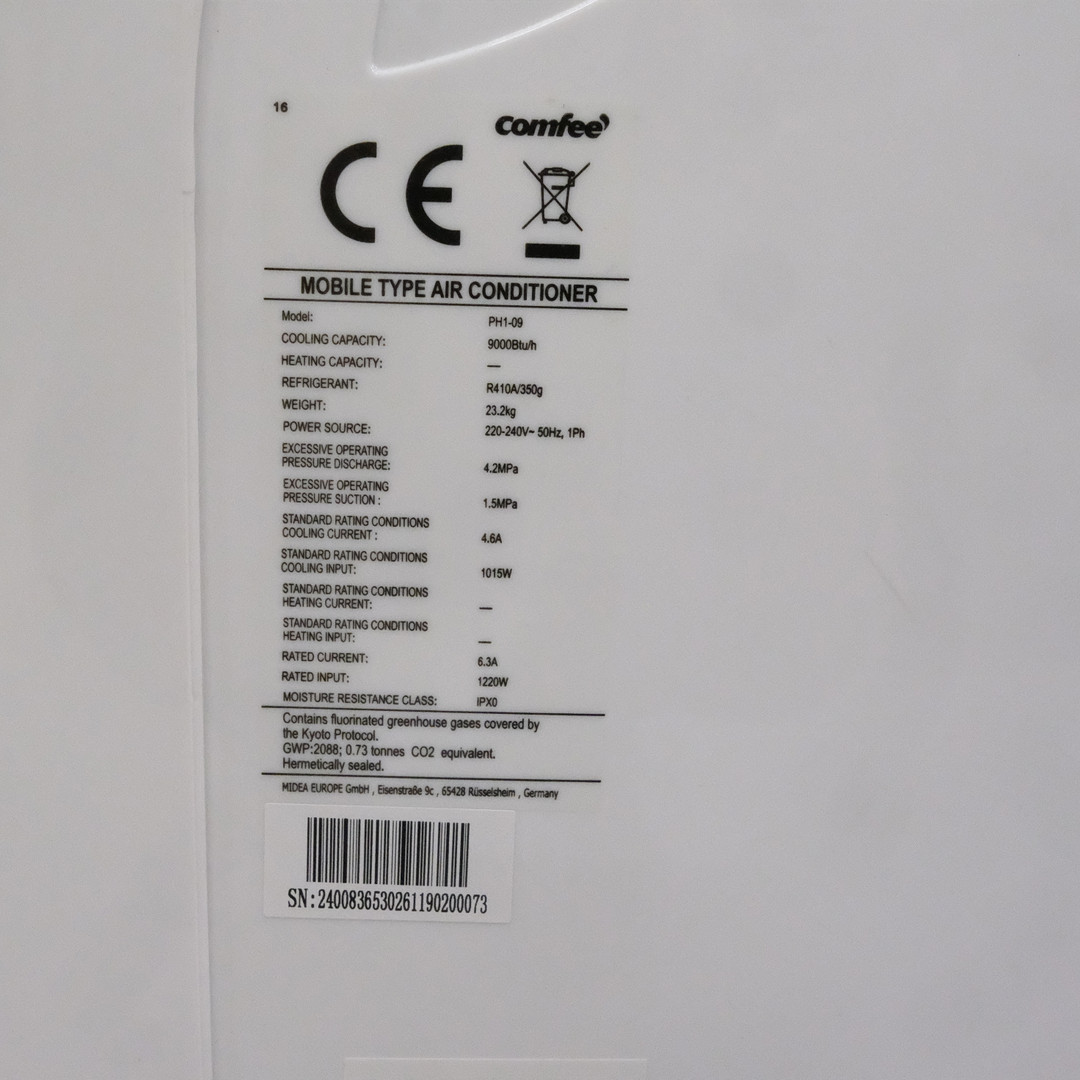 16
comfee'
CE
MOBILE TYPE AIR CONDITIONER
Model: PH1-09
COOLING CAPACITY: 9000Btu/h
HEATING CAPACITY: —
REFRIGERANT: R410A/350g
WEIGHT: 23.2kg
POWER SOURCE: 220-240V~ 50Hz, 1Ph
EXCESSIVE OPERATING
PRESSURE DISCHARGE: 4.2MPa
EXCESSIVE OPERATING
PRESSURE SUCTION : 1.5MPa
STANDARD RATING CONDITIONS
COOLING CURRENT : 4.6A
STANDARD RATING CONDITIONS
COOLING INPUT: 1015W
STANDARD RATING CONDITIONS
HEATING CURRENT: —
STANDARD RATING CONDITIONS
HEATING INPUT: —
RATED CURRENT: 6.3A
RATED INPUT: 1220W
MOISTURE RESISTANCE CLASS: IPX0
Contains fluorinated greenhouse gases covered by
the Kyoto Protocol.
GWP:2088; 0.73 tonnes CO2 equivalent.
Hermetically sealed.
MIDEA EUROPE GmbH , Eisenstraße 9c , 65428 Rüsselsheim , Germany
SN:2400836530261190200073